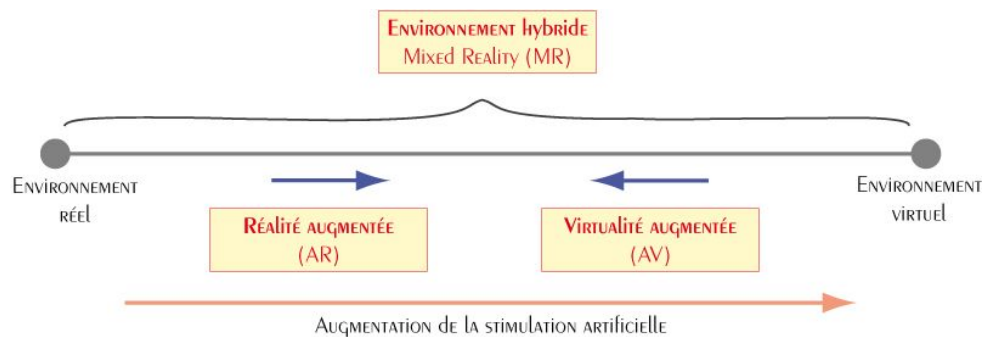 Environnement hybride
Mixed Reality (MR)
Environnement
réel
Environnement
virtuel
Réalité augmentée
(AR)
Virtualité augmentée
(AV)
Augmentation de la stimulation artificielle